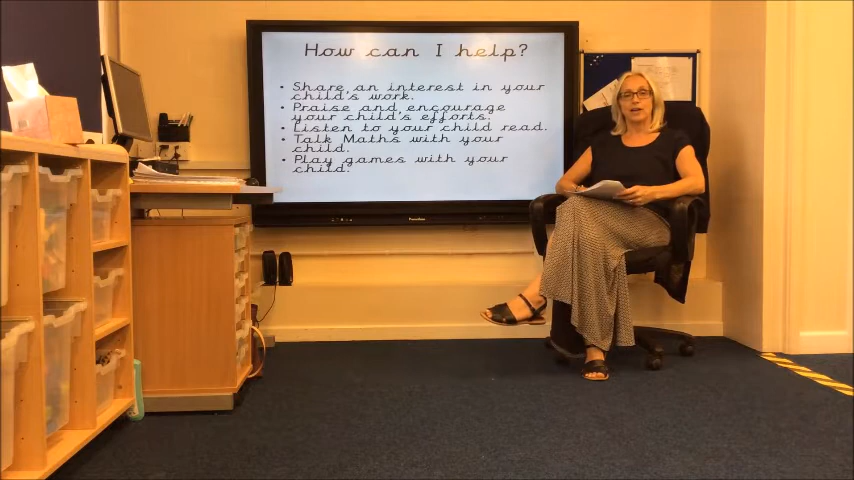 How can I help?
• Share an interest in your
child's work.
• Praise and encourage
your child's efforts.
• Listen to your child read.
• Talk Maths with your
child.
• Play games with your
child.